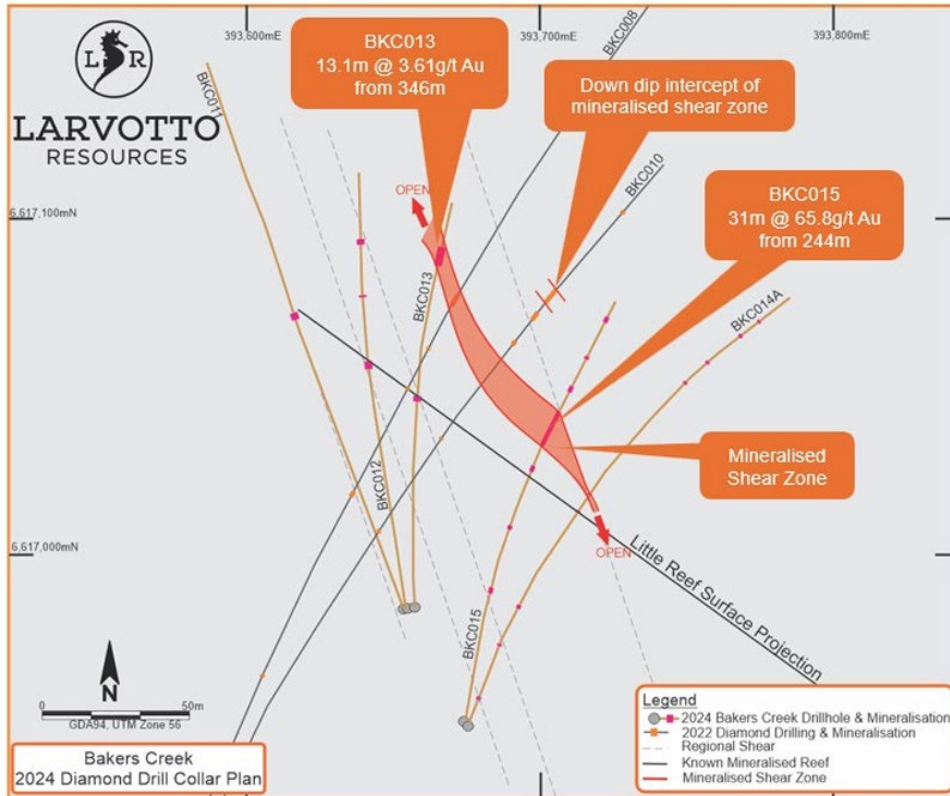 393,600mE
393,700mE
393,800mE
L R
LARVOTTO
RESOURCES
BKC013
13.1m @ 3.61g/t Au
from 346m
BKC008
Down dip intercept of
mineralised shear zone
BKC011
BKC010
OPEN
BKC015
31m @ 65.8g/t Au
from 244m
6,617,100mN
BKC013
BKC014A
Mineralised
Shear Zone
BKC012
6,617,000mN
OPEN
Little Reef Surface Projection
BKC015
N
0 50m
GDA94, UTM Zone 56
Bakers Creek
2024 Diamond Drill Collar Plan
Legend
2024 Bakers Creek Drillhole & Mineralisation
2022 Diamond Drilling & Mineralisation
Regional Shear
Known Mineralised Reef
Mineralised Shear Zone